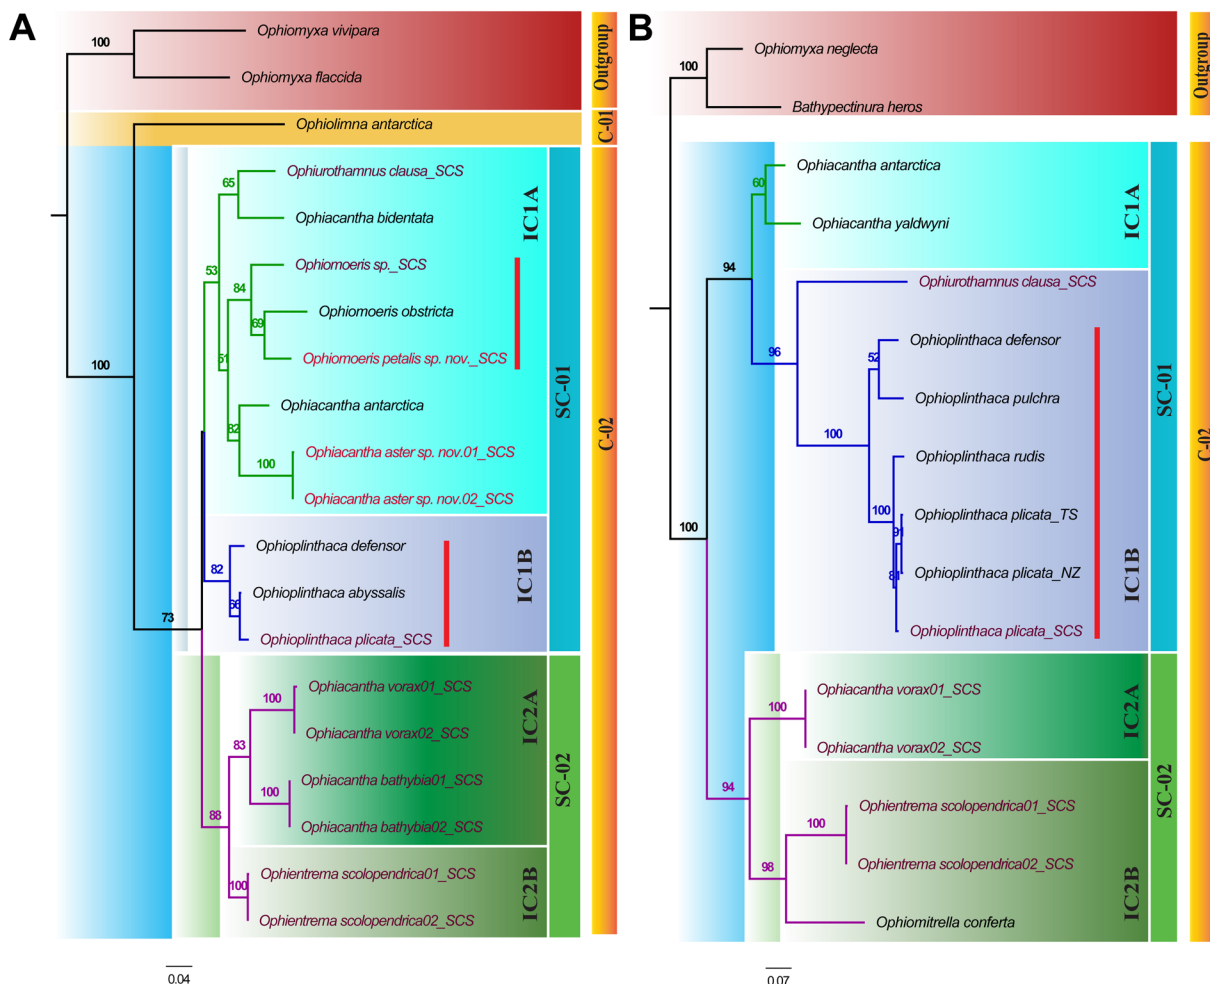 A
100
Ophiomyxa vivipara
Ophiomyxa flaccida
Outgroup
Ophiolimna antarctica
C-01
65
Ophiurothamnus clausa_SCS
Ophiacantha bidentata
IC1A
53
84
Ophiomoeris sp._SCS
69
Ophiomoeris obstricta
51
Ophiomoeris petalis sp. nov._SCS
100
SC-01
C-02
Ophiacantha antarctica
82
Ophiacantha aster sp. nov.01_SCS
100
Ophiacantha aster sp. nov.02_SCS
Ophioplinthaca defensor
82
Ophioplinthaca abyssalis
66
IC1B
73
Ophioplinthaca plicata_SCS
Ophiacantha vorax01_SCS
100
Ophiacantha vorax02_SCS
IC2A
83
Ophiacantha bathybia01_SCS
100
Ophiacantha bathybia02_SCS
88
SC-02
Ophientrema scolopendrica01_SCS
100
Ophientrema scolopendrica02_SCS
IC2B
0.04
B
Ophiomyxa neglecta
100
Bathypectinura heros
Outgroup
Ophiacantha antarctica
60
Ophiacantha yaldwyni
IC1A
94
Ophiurothamnus clausa_SCS
96
Ophioplinthaca defensor
52
Ophioplinthaca pulchra
SC-01
C-02
100
Ophioplinthaca rudis
100
Ophioplinthaca plicata_TS
91
Ophioplinthaca plicata_NZ
IC1B
100
Ophioplinthaca plicata_SCS
Ophiacantha vorax01_SCS
100
Ophiacantha vorax02_SCS
IC2A
94
SC-02
Ophientrema scolopendrica01_SCS
100
Ophientrema scolopendrica02_SCS
98
IC2B
Ophiomitrella conferta
0.07